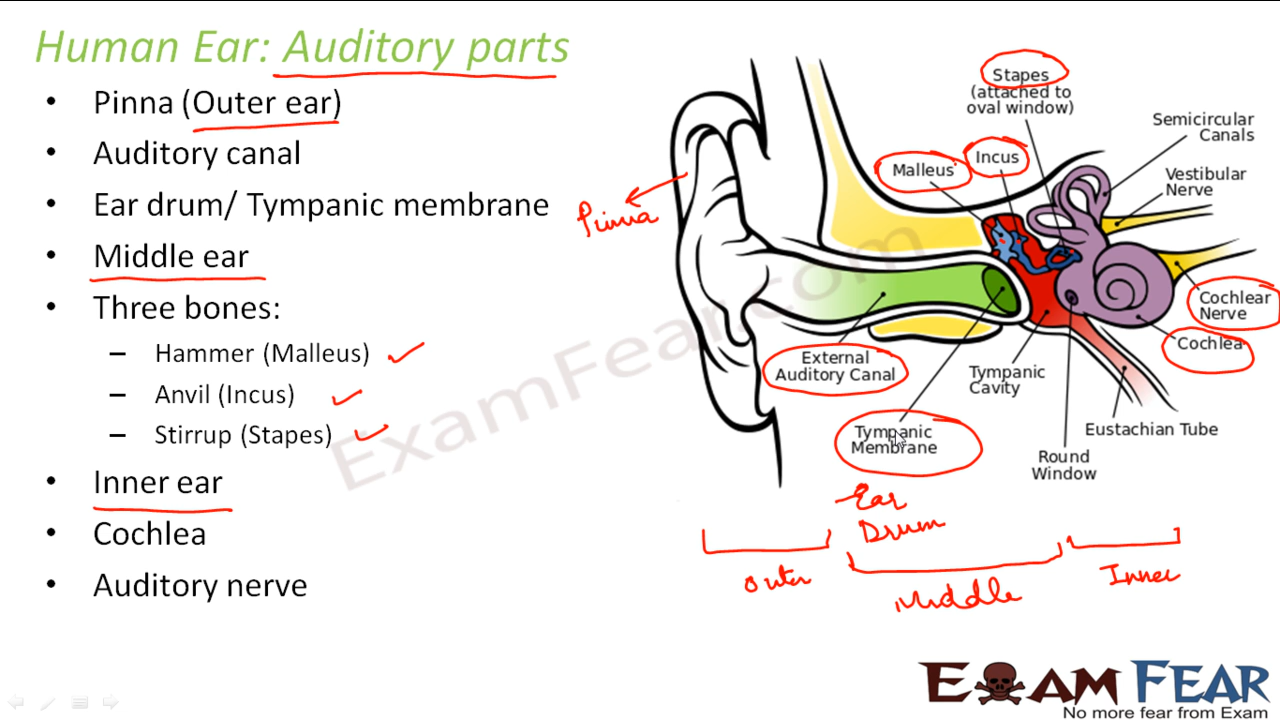 Human Ear: Auditory parts
• Pinna (Outer ear)
• Auditory canal
• Ear drum/ Tympanic membrane
• Middle ear
• Three bones:
– Hammer (Malleus)
– Anvil (Incus)
– Stirrup (Stapes)
• Inner ear
• Cochlea
• Auditory nerve
Stapes
(attached to
oval window)
Semicircular
Canals
Malleus
Incus
Vestibular
Nerve
Pinna
Cochlear
Nerve
Cochlea
External
Auditory Canal
Tympanic
Cavity
Tympanic
Membrane
Eustachian Tube
Round
Window
Ear
Drum
Outer
Middle
Inner
ExamFear.com
EXAM FEAR
No more fear from Exam